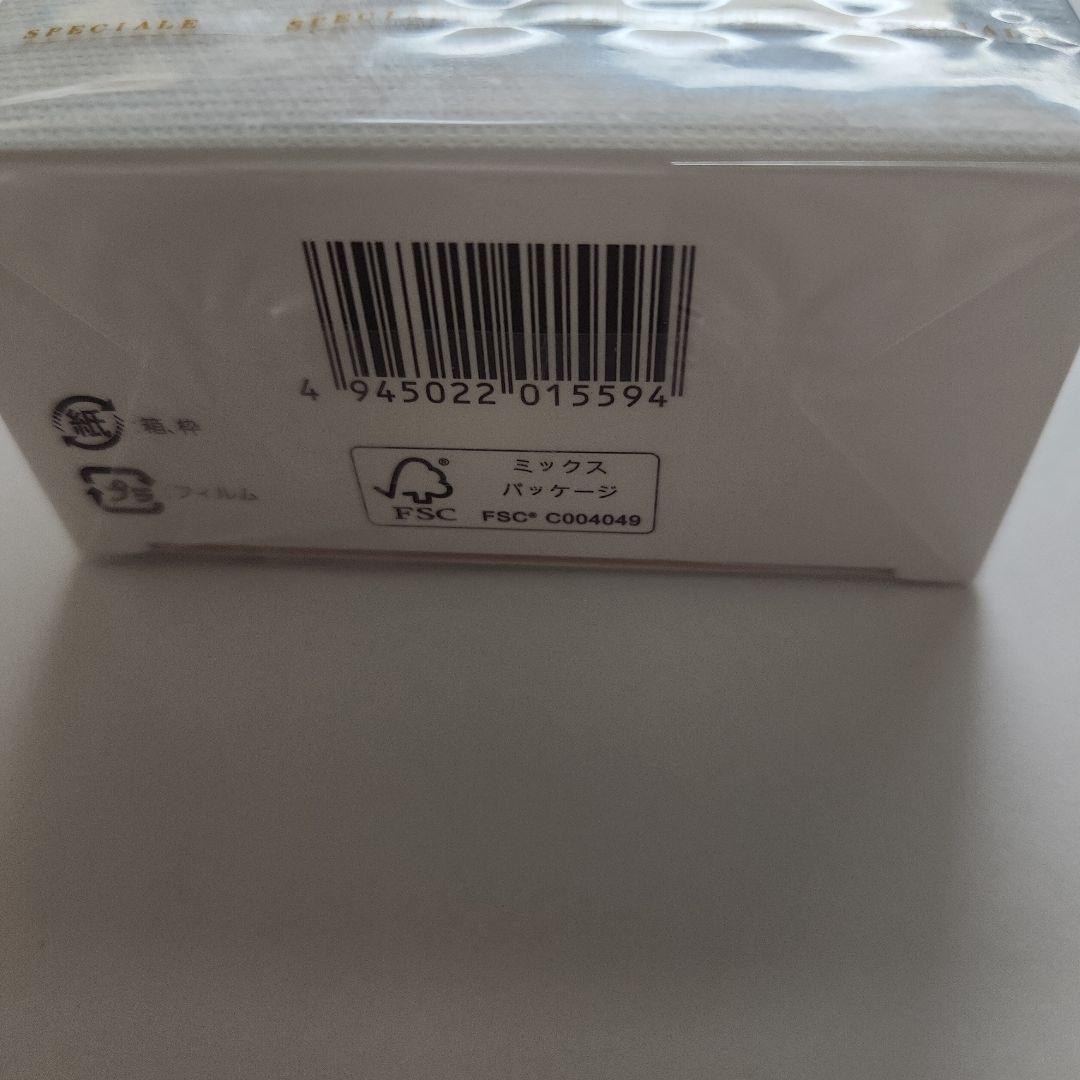 SPECIALE SPECI
4 945022 015594
紙 箱、枠
プラ フィルム
FSC®
ミックス
パッケージ
FSC® C004049